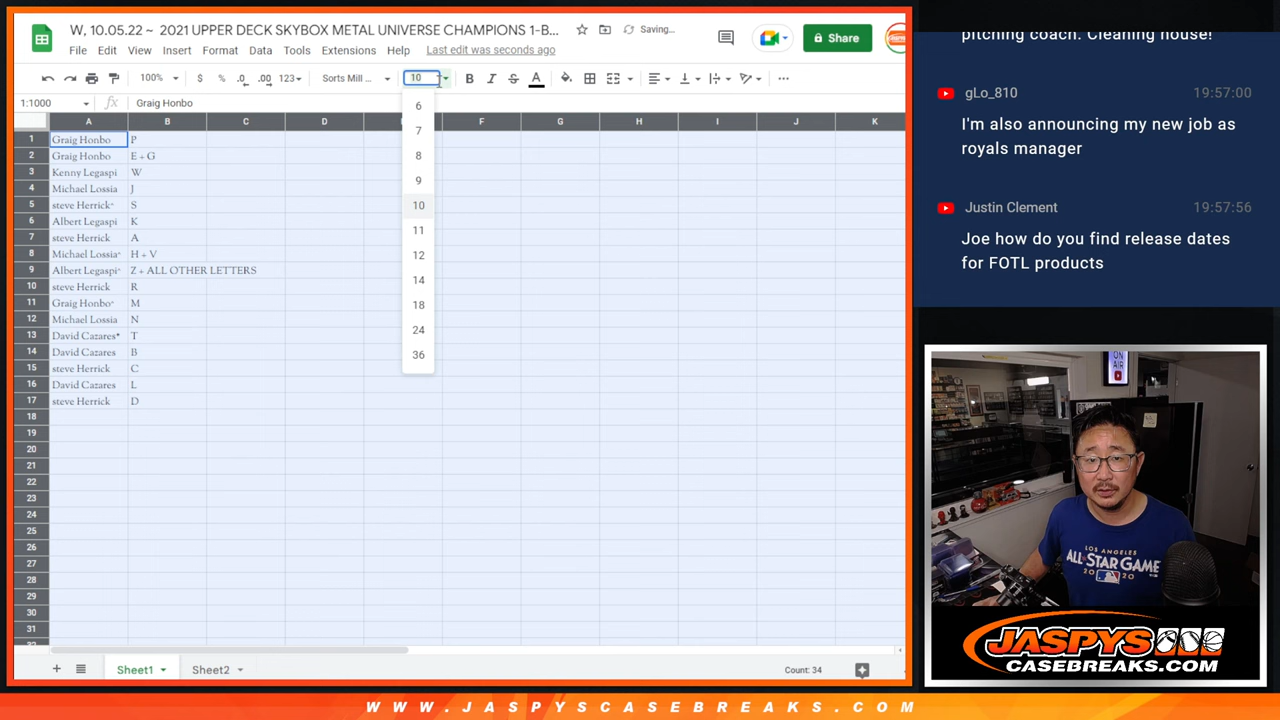 W, 10.05.22 ~ 2021 UPPER DECK SKYBOX METAL UNIVERSE CHAMPIONS 1-B...
Saving...
File Edit View Insert Format Data Tools Extensions Help Last edit was seconds ago
Share
100% $ % .0 .00 123 Sorts Mill ... 10 B I S A
1:1000 fx Graig Honbo
A B C D F G H I J K
1 Graig Honbo P
2 Graig Honbo E + G
3 Kenny Legaspi W
4 Michael Lossia J
5 steve Herrick* S
6 Albert Legaspi K
7 steve Herrick A
8 Michael Lossia* H + V
9 Albert Legaspi* Z + ALL OTHER LETTERS
10 steve Herrick R
11 Graig Honbo* M
12 Michael Lossia N
13 David Cazares* T
14 David Cazares B
15 steve Herrick C
16 David Cazares L
17 steve Herrick D
18
19
20
21
22
23
24
25
26
27
28
29
30
31
6
7
8
9
10
11
12
14
18
24
36
Sheet1 Sheet2 Count: 34
pitching coach. Cleaning house!
gLo_810 19:57:00
I'm also announcing my new job as
royals manager
Justin Clement 19:57:56
Joe how do you find release dates
for FOTL products
ON
AIR
LOS ANGELES
ALL STAR GAME
2020
JASPYS
CASEBREAKS.COM
WWW.JASPYSCASEBREAKS.COM